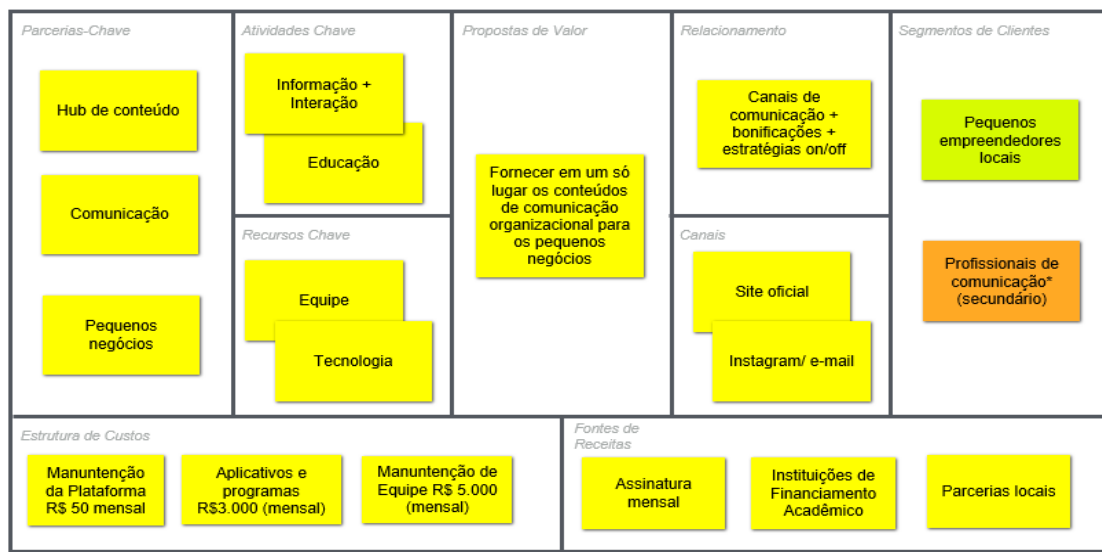 Parcerias-Chave
Hub de conteúdo
Comunicação
Pequenos
negócios
Atividades Chave
Informação +
Interação
Educação
Recursos Chave
Equipe
Tecnologia
Propostas de Valor
Fornecer em um só
lugar os conteúdos
de comunicação
organizacional para
os pequenos
negócios
Relacionamento
Canais de
comunicação +
bonificações +
estratégias on/off
Canais
Site oficial
Instagram/ e-mail
Segmentos de Clientes
Pequenos
empreendedores
locais
Profissionais de
comunicação*
(secundário)
Estrutura de Custos
Manuntenção
da Plataforma
R$ 50 mensal
Aplicativos e
programas
R$3.000 (mensal)
Manuntenção de
Equipe R$ 5.000
(mensal)
Fontes de
Receitas
Assinatura
mensal
Instituições de
Financiamento
Acadêmico
Parcerias locais